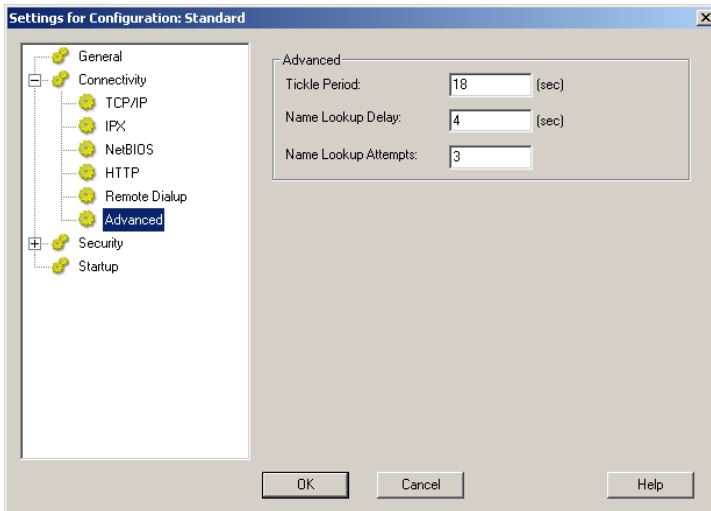 Settings for Configuration: Standard
General
Connectivity
TCP/IP
IPX
NetBIOS
HTTP
Remote Dialup
Advanced
Security
Startup
Advanced
Tickle Period: 18 (sec)
Name Lookup Delay: 4 (sec)
Name Lookup Attempts: 3
OK Cancel Help